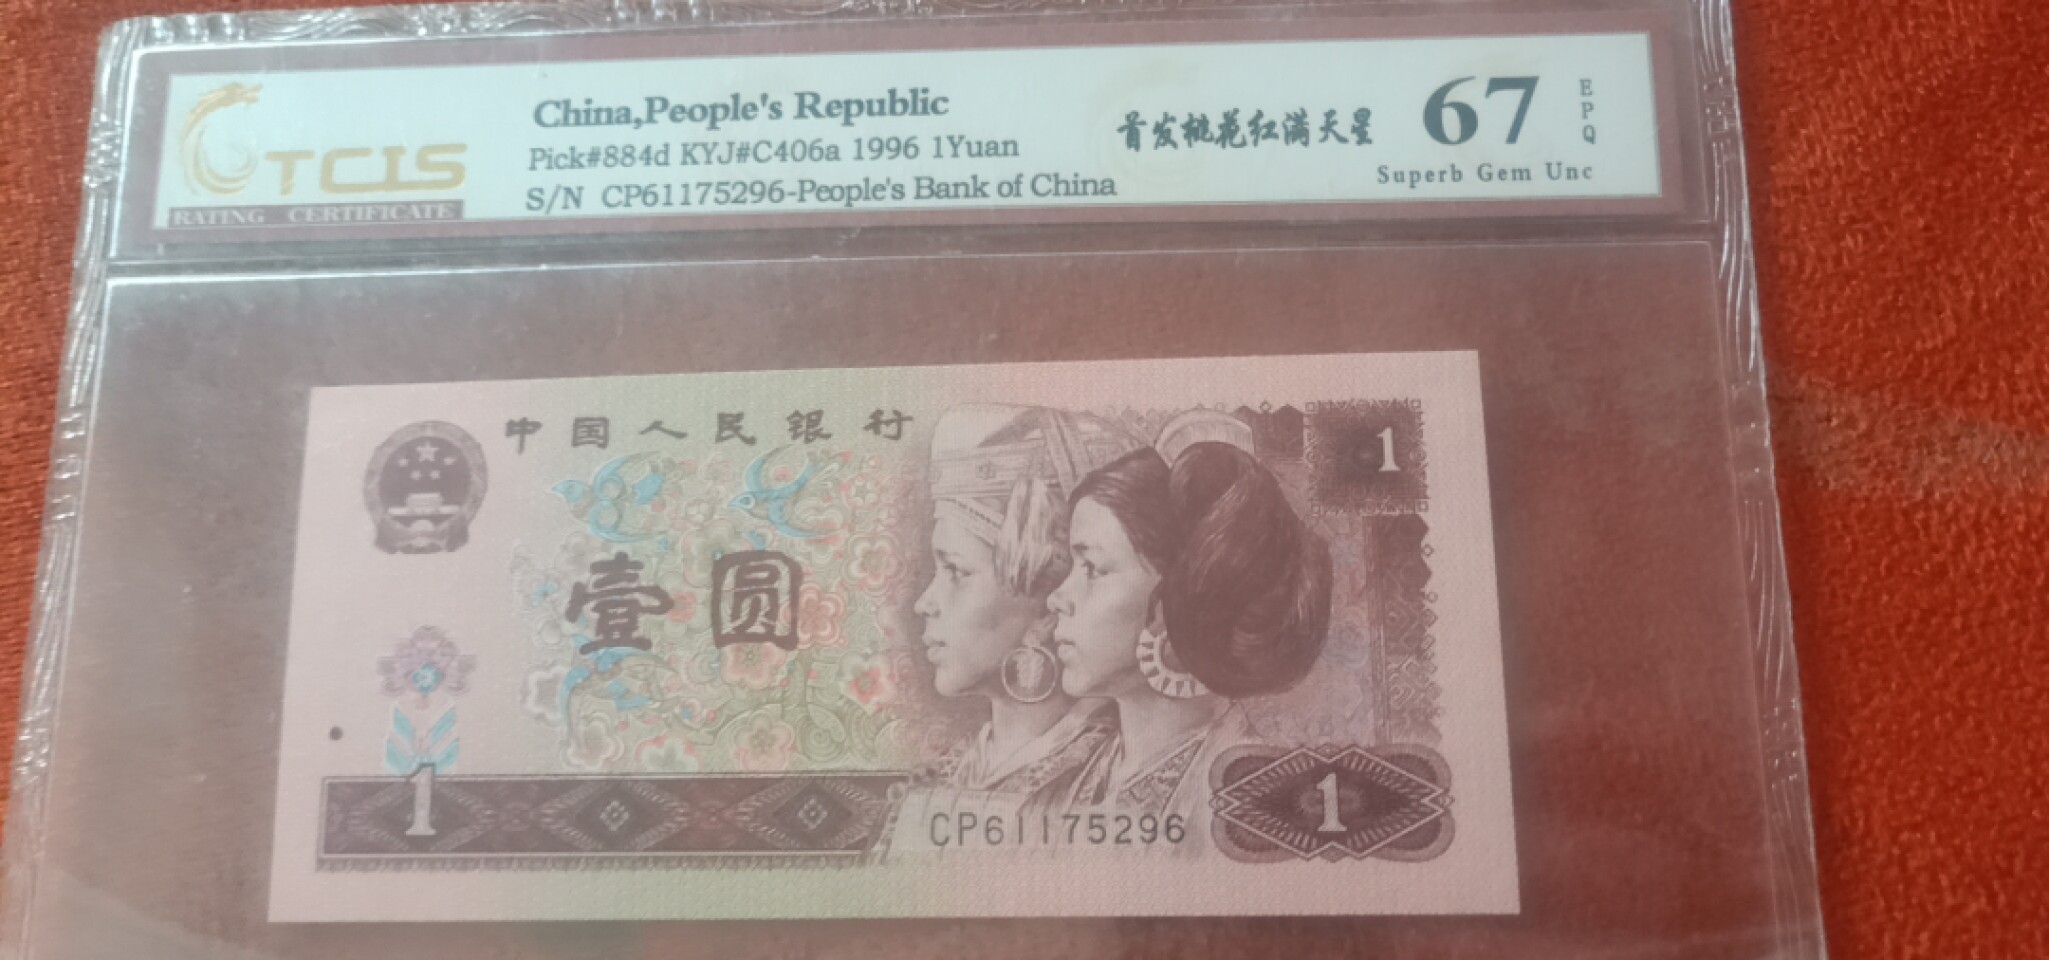 TCIS
RATING CERTIFICATE
China,People's Republic
Pick#884d KYJ#C406a 1996 1Yuan
S/N CP61175296-People's Bank of China
首发桃花红满天星
67
EPQ
Superb Gem Unc
中国人民银行
1
壹圆
1
CP61175296
1